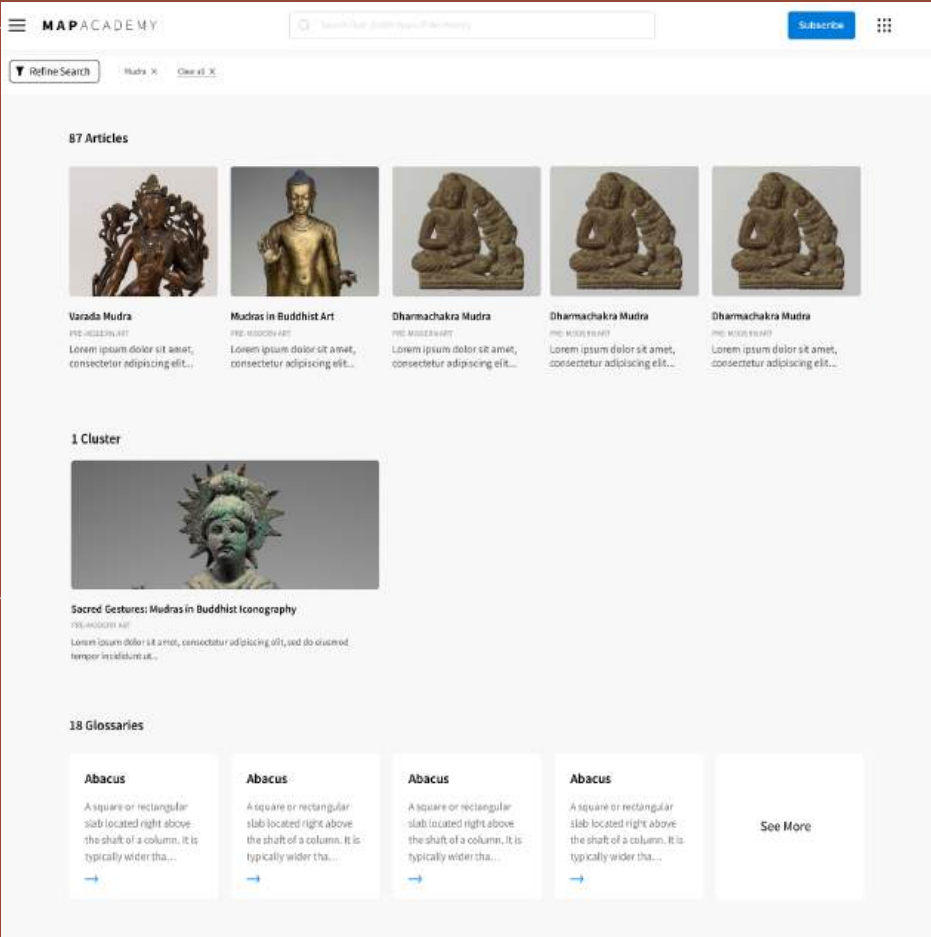 MAPACADEMY
Subscribe
Refine Search
Mudra X
Clear all X
87 Articles
Varada Mudra
PRE-MODERN ART
Lorem ipsum dolor sit amet,
consectetur adipiscing elit...
Mudras in Buddhist Art
PRE-MODERN ART
Lorem ipsum dolor sit amet,
consectetur adipiscing elit...
Dharmachakra Mudra
PRE-MODERN ART
Lorem ipsum dolor sit amet,
consectetur adipiscing elit...
Dharmachakra Mudra
PRE-MODERN ART
Lorem ipsum dolor sit amet,
consectetur adipiscing elit...
Dharmachakra Mudra
PRE-MODERN ART
Lorem ipsum dolor sit amet,
consectetur adipiscing elit...
1 Cluster
Sacred Gestures: Mudras in Buddhist Iconography
PRE-MODERN ART
Lorem ipsum dolor sit amet, consectetur adipiscing elit, sed do eiusmod
tempor incididunt ut...
18 Glossaries
Abacus
A square or rectangular
slab located right above
the shaft of a column. It is
typically wider tha...
Abacus
A square or rectangular
slab located right above
the shaft of a column. It is
typically wider tha...
Abacus
A square or rectangular
slab located right above
the shaft of a column. It is
typically wider tha...
Abacus
A square or rectangular
slab located right above
the shaft of a column. It is
typically wider tha...
See More